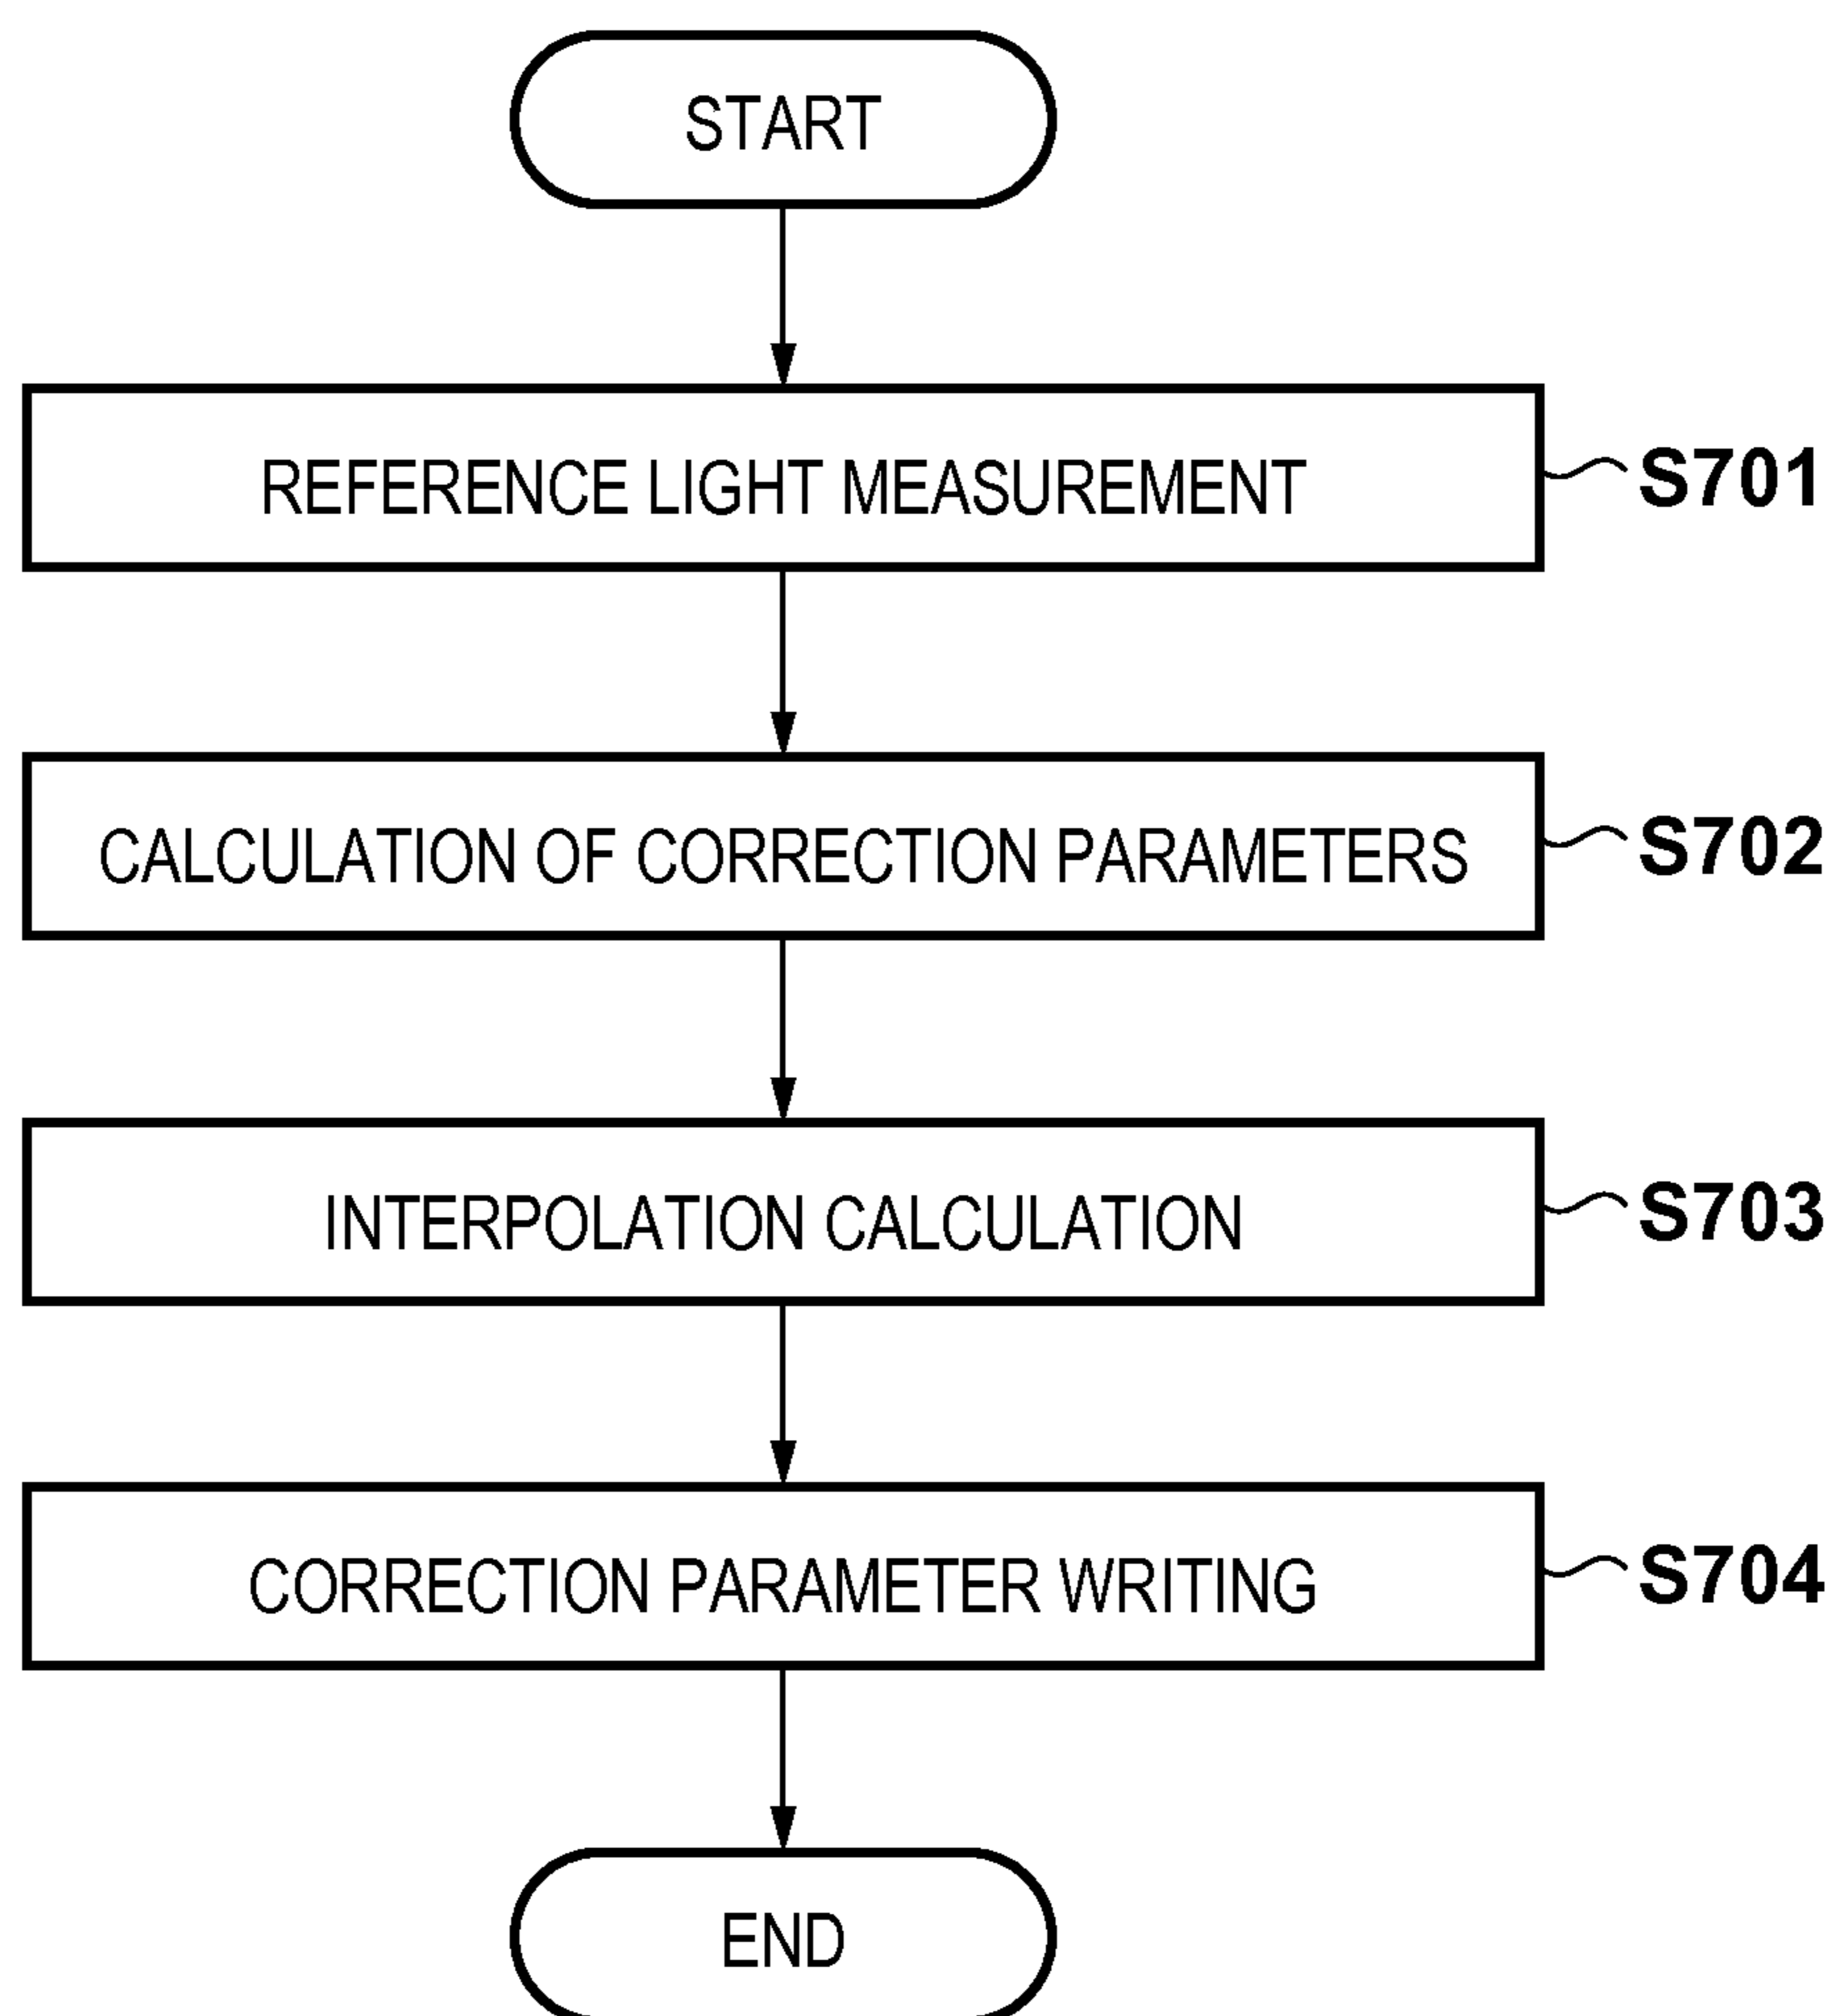 START
REFERENCE LIGHT MEASUREMENT S701
CALCULATION OF CORRECTION PARAMETERS S702
INTERPOLATION CALCULATION S703
CORRECTION PARAMETER WRITING S704
END